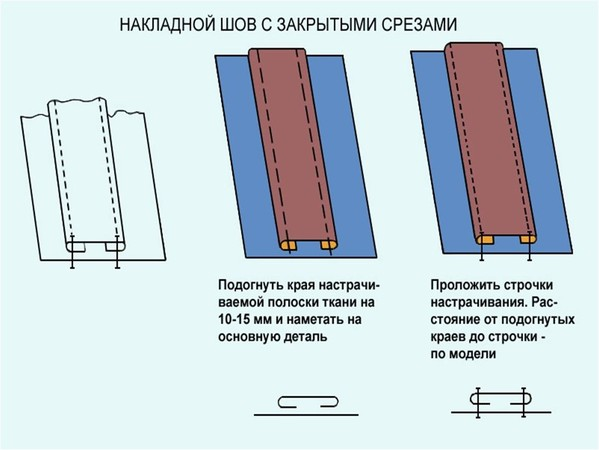 НАКЛАДНОЙ ШОВ С ЗАКРЫТЫМИ СРЕЗАМИ
Подогнуть края настрачи-
ваемой полоски ткани на
10-15 мм и наметать на
основную деталь
Проложить строчки
настрачивания. Рас-
стояние от подогнутых
краев до строчки -
по модели